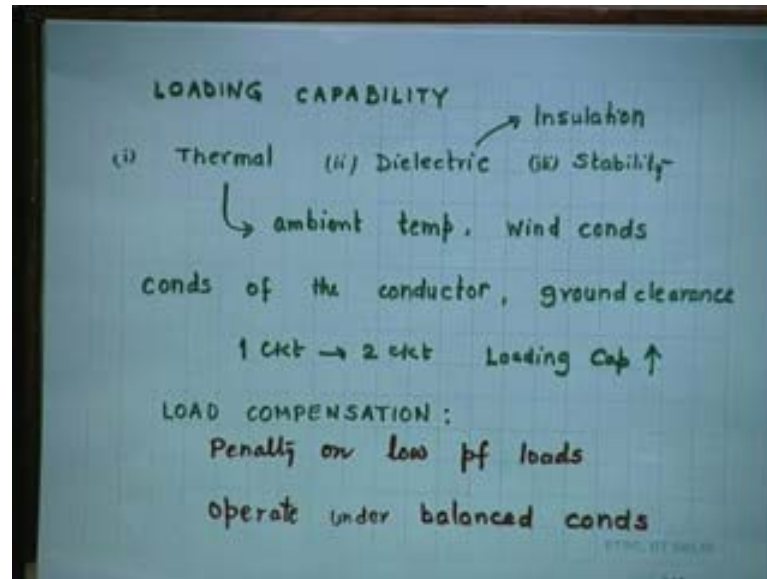 LOADING CAPABILITY
Insulation
(i) Thermal (ii) Dielectric (iii) Stability
ambient temp. Wind conds
conds of the conductor, ground clearance
1 ckt → 2 ckt Loading Cap ↑
LOAD COMPENSATION:
Penalty on low pf loads
operate under balanced conds